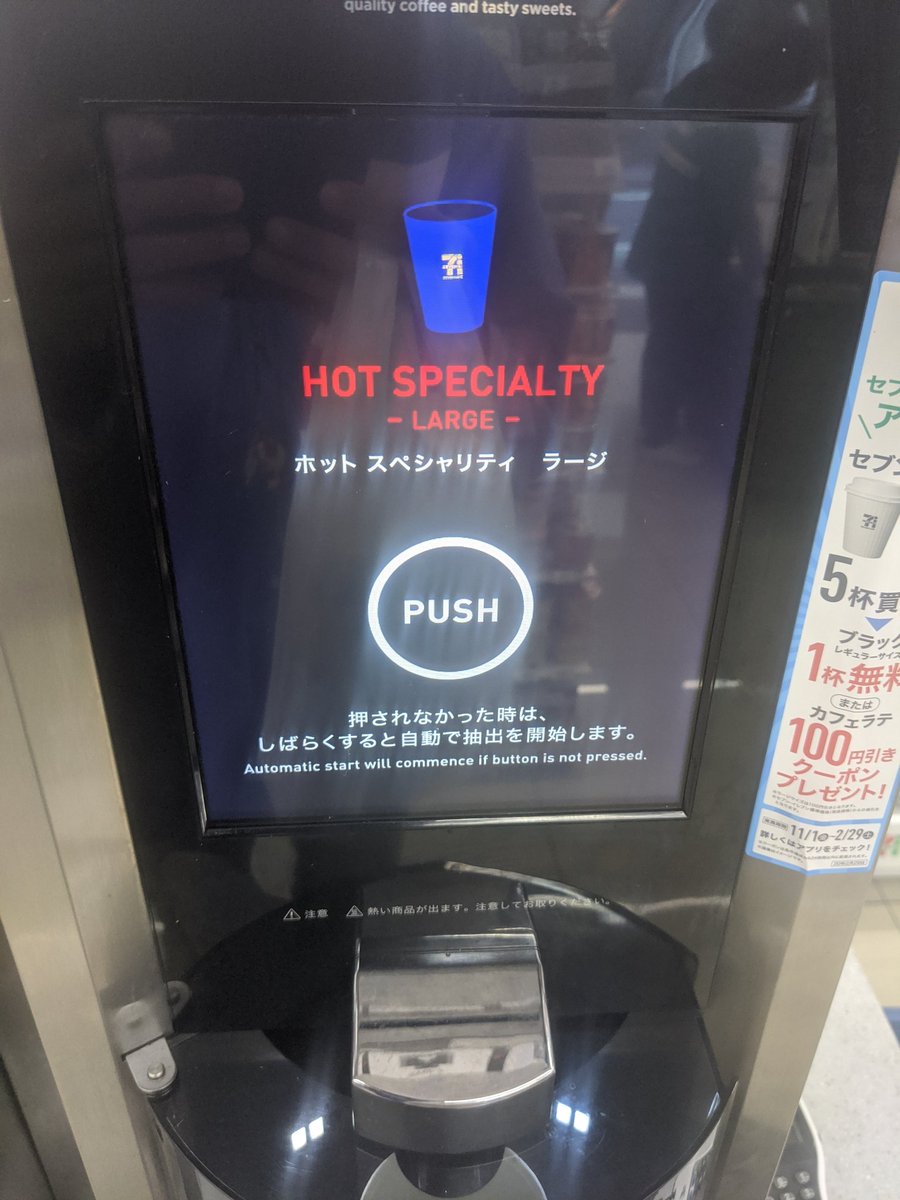 quality coffee and tasty sweets.
HOT SPECIALTY
– LARGE –
ホット スペシャリティ ラージ
PUSH
押されなかった時は、
しばらくすると自動で抽出を開始します。
Automatic start will commence if button is not pressed.
注意 熱い商品が出ます。注意してお取りください。
セブ
ア
セブン
5杯買
ブラック
レギュラーサイズ
1杯無料
または
カフェラテ
100円引き
クーポン
プレゼント!
11/1 2/29
詳しくはアプリをチェック!